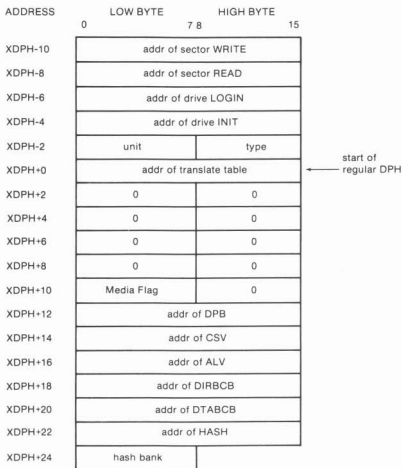 ADDRESS LOW BYTE HIGH BYTE
0 7 8 15
XDPH-10 addr of sector WRITE
XDPH-8 addr of sector READ
XDPH-6 addr of drive LOGIN
XDPH-4 addr of drive INIT
XDPH-2 unit type
XDPH+0 addr of translate table start of
regular DPH
XDPH+2 0 0
XDPH+4 0 0
XDPH+6 0 0
XDPH+8 0 0
XDPH+10 Media Flag 0
XDPH+12 addr of DPB
XDPH+14 addr of CSV
XDPH+16 addr of ALV
XDPH+18 addr of DIRBCB
XDPH+20 addr of DTABCB
XDPH+22 addr of HASH
XDPH+24 hash bank